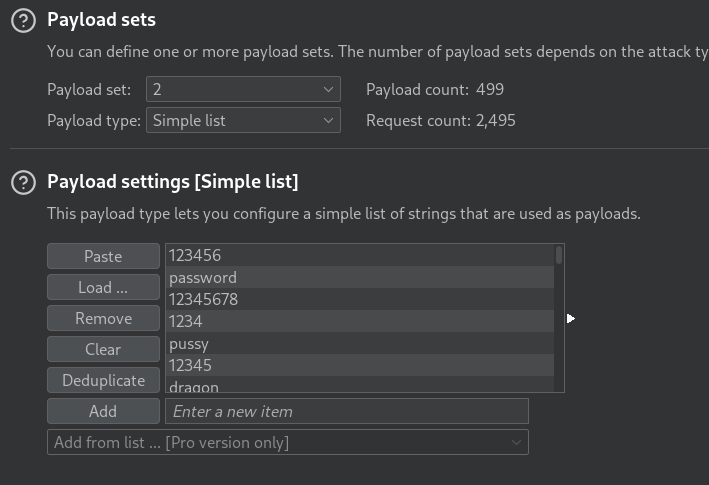 Payload sets
You can define one or more payload sets. The number of payload sets depends on the attack ty
Payload set: 2 Payload count: 499
Payload type: Simple list Request count: 2,495
Payload settings [Simple list]
This payload type lets you configure a simple list of strings that are used as payloads.
Paste
Load ...
Remove
Clear
Deduplicate
123456
password
12345678
1234
pussy
12345
dragon
Add Enter a new item
Add from list ... [Pro version only]